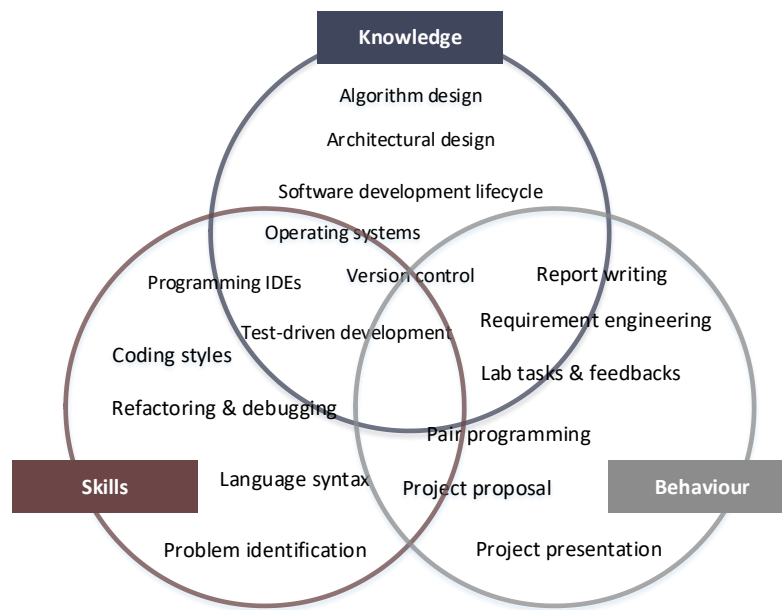 Knowledge
Algorithm design
Architectural design
Software development lifecycle
Operating systems
Programming IDEs
Version control
Report writing
Test-driven development
Requirement engineering
Coding styles
Lab tasks & feedbacks
Refactoring & debugging
Pair programming
Skills
Language syntax
Project proposal
Behaviour
Problem identification
Project presentation